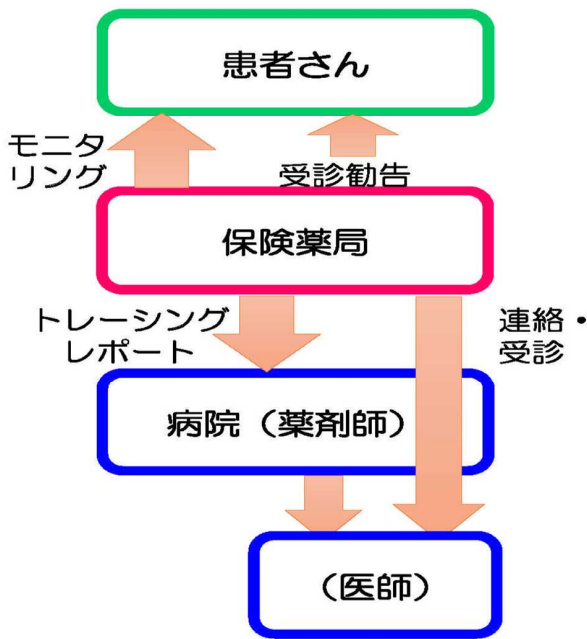 患者さん
モニタ
リング
受診勧告
保険薬局
トレーシング
レポート
連絡・
受診
病院（薬剤師）
（医師）